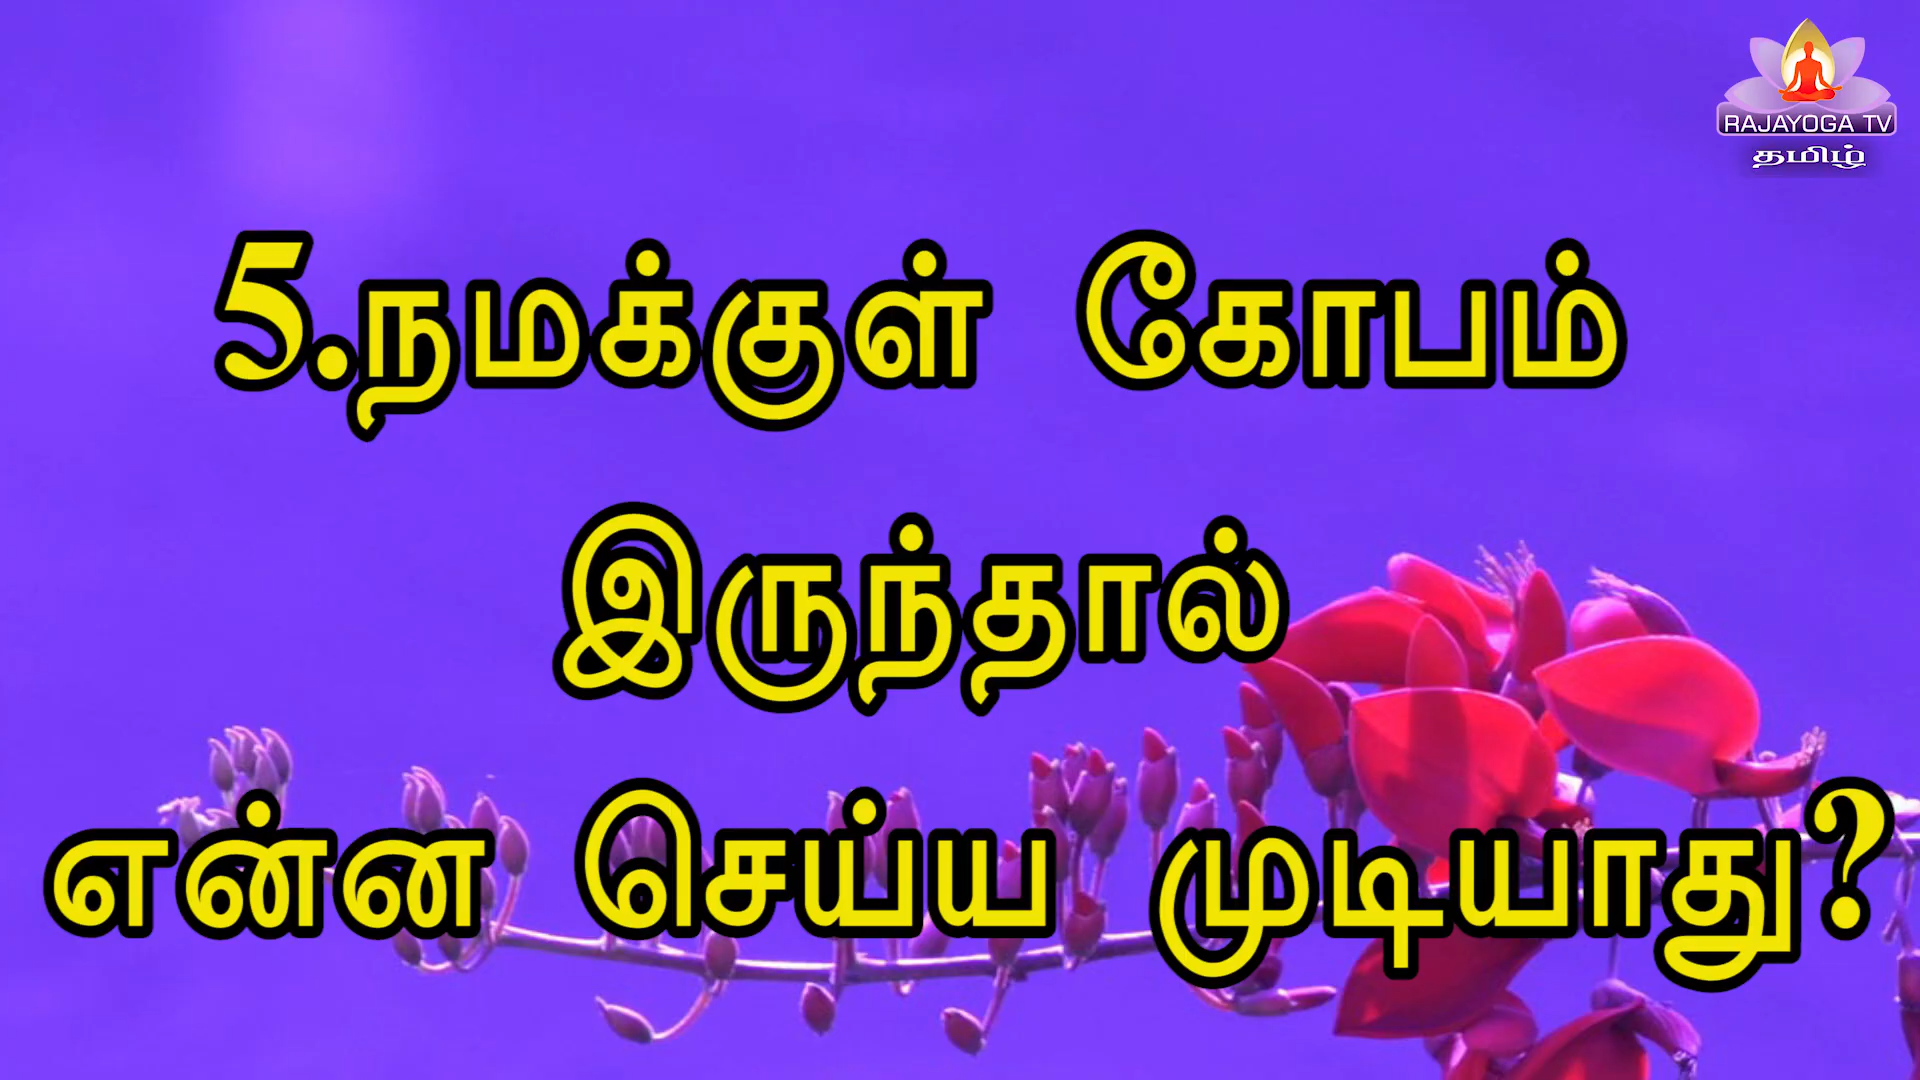 RAJAYOGA TV
தமிழ்
5.நமக்குள் கோபம்
இருந்தால்
என்ன செய்ய முடியாது?